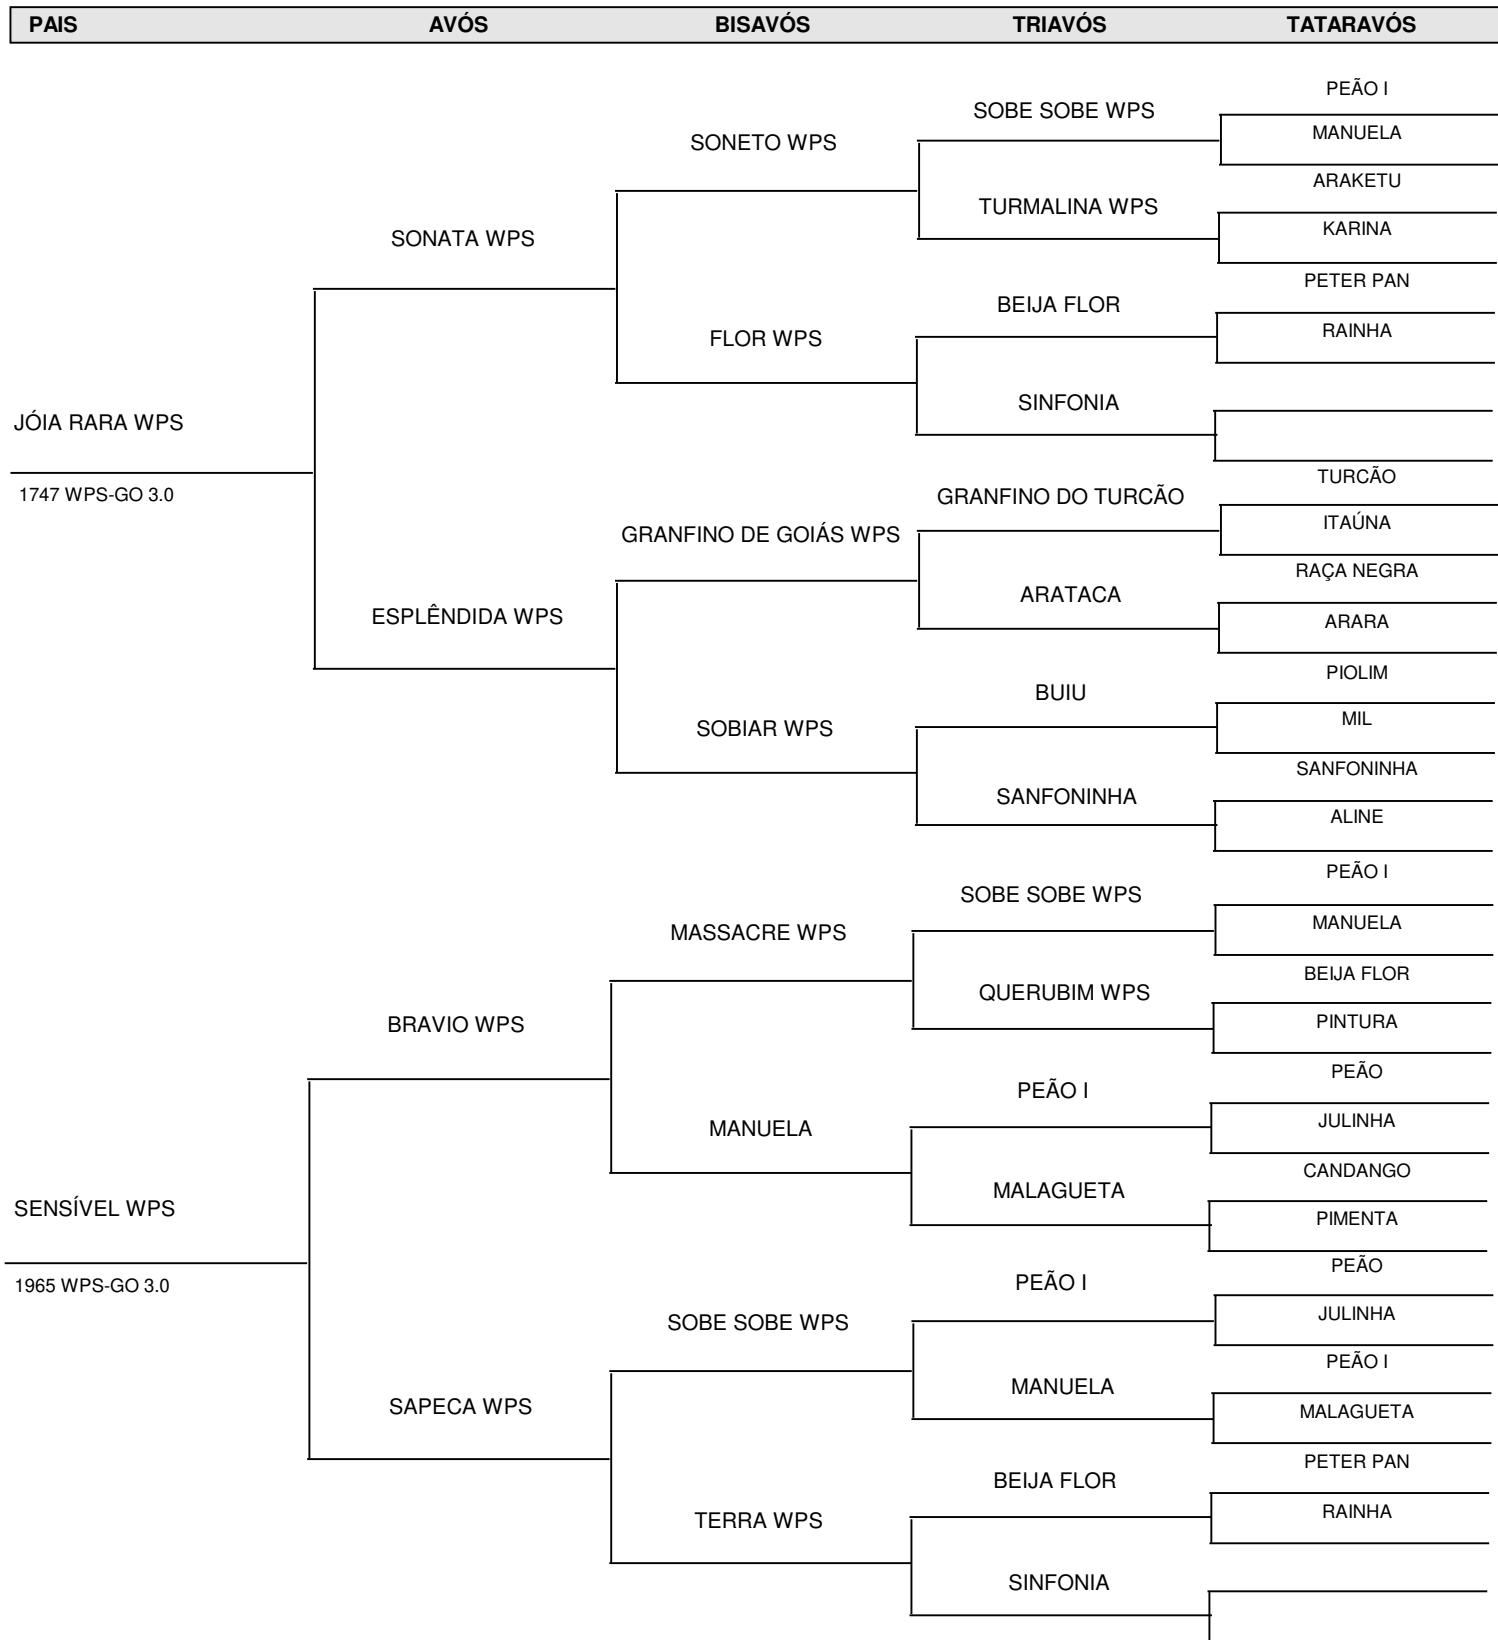 PAIS AVÓS BISAVÓS TRIAVÓS TATARAVÓS
PEÃO I
SOBE SOBE WPS
MANUELA
SONETO WPS
ARAKETU
TURMALINA WPS
KARINA
SONATA WPS
PETER PAN
BEIJA FLOR
RAINHA
FLOR WPS
SINFONIA
JÓIA RARA WPS
TURCÃO
1747 WPS-GO 3.0
GRANFINO DO TURCÃO
ITAÚNA
GRANFINO DE GOIÁS WPS
RAÇA NEGRA
ARATACA
ESPLÊNDIDA WPS
ARARA
PIOLIM
BUIU
MIL
SOBIAR WPS
SANFONINHA
SANFONINHA
ALINE
PEÃO I
SOBE SOBE WPS
MANUELA
MASSACRE WPS
BEIJA FLOR
QUERUBIM WPS
PINTURA
BRAVIO WPS
PEÃO
PEÃO I
JULINHA
MANUELA
CANDANGO
MALAGUETA
SENSÍVEL WPS
PIMENTA
PEÃO
1965 WPS-GO 3.0
PEÃO I
JULINHA
SOBE SOBE WPS
PEÃO I
MANUELA
SAPECA WPS
MALAGUETA
PETER PAN
BEIJA FLOR
RAINHA
TERRA WPS
SINFONIA